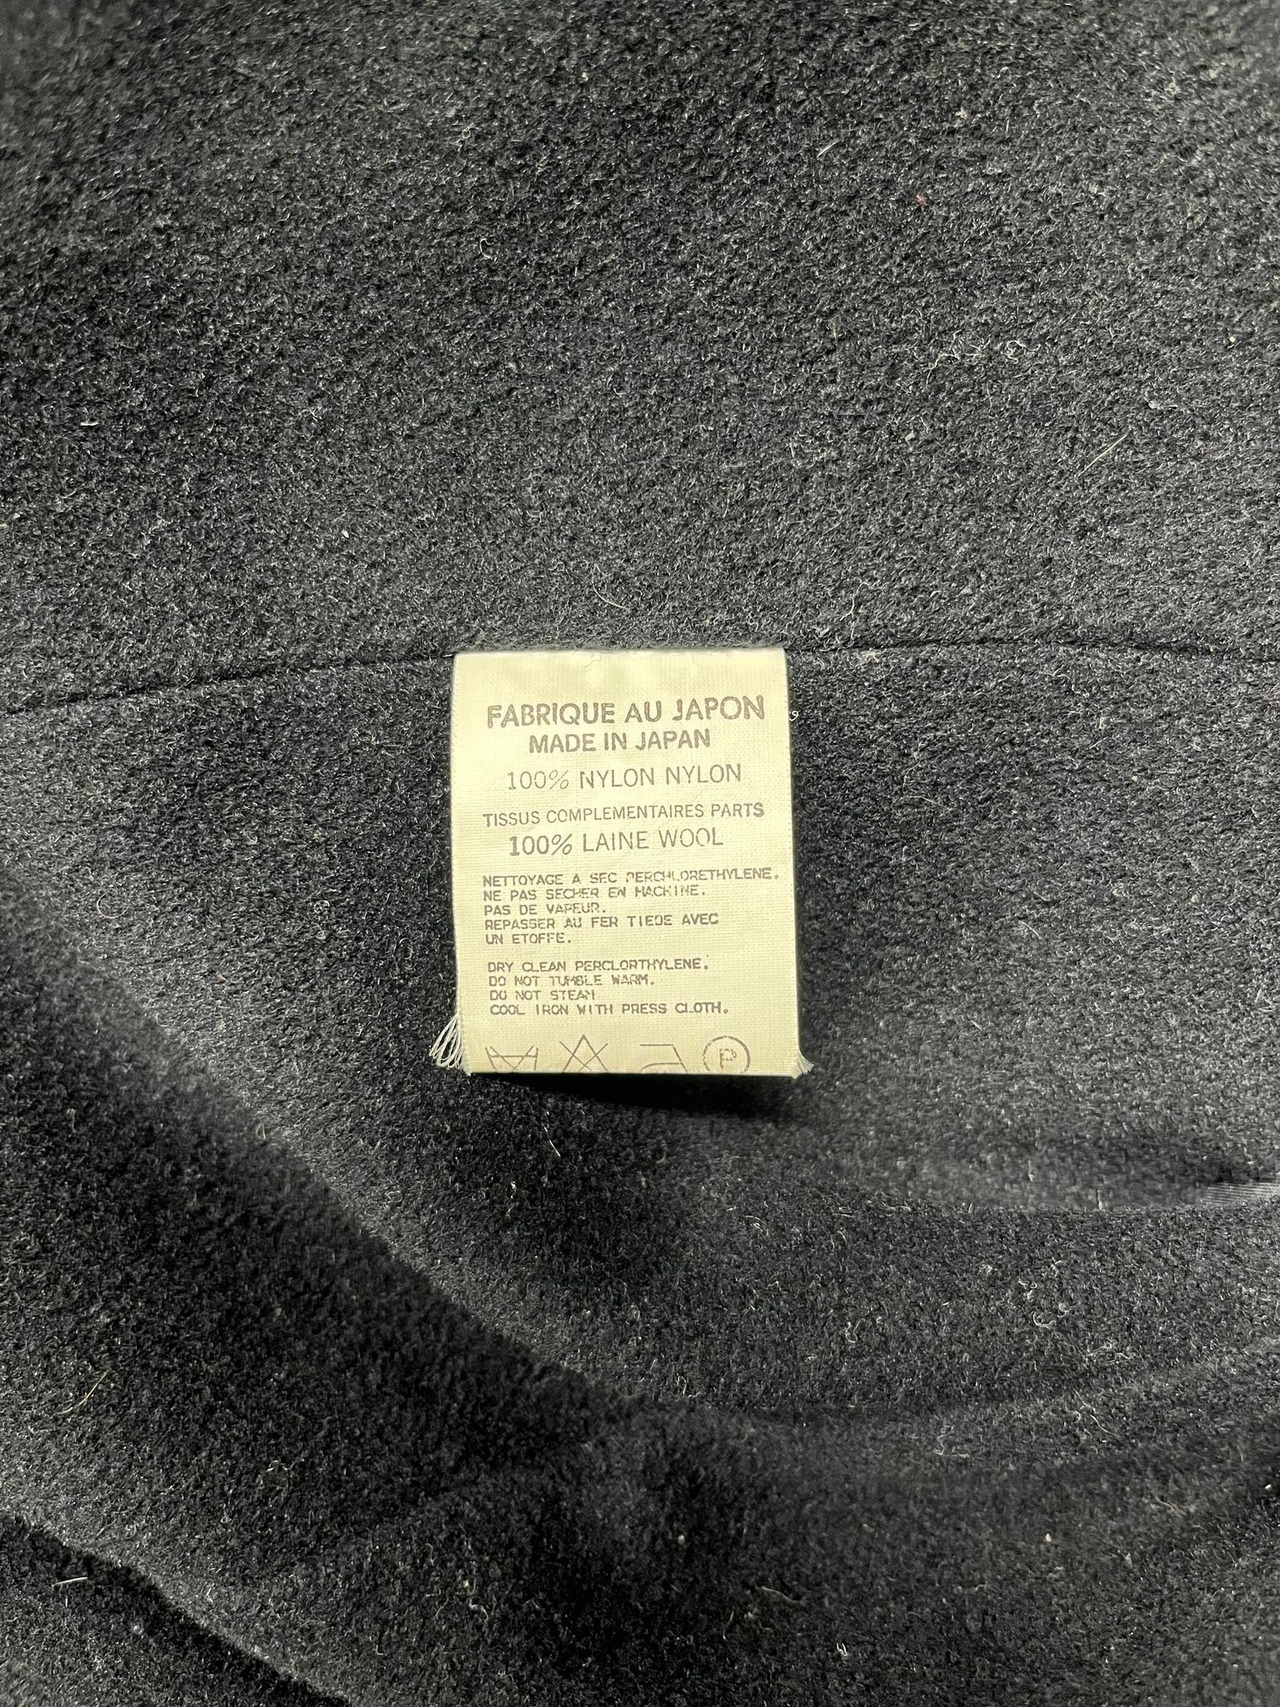 FABRIQUE AU JAPON
MADE IN JAPAN
100% NYLON NYLON
TISSUS COMPLEMENTAIRES PARTS
100% LAINE WOOL
NETTOYAGE A SEC PERCHLORETHYLENE.
NE PAS SECHER EN MACHINE.
PAS DE VAPEUR.
REPASSER AU FER TIEDE AVEC
UN ETOFFE.
DRY CLEAN PERCLORTHYLENE.
DO NOT TUMBLE WARM.
DO NOT STEAM
COOL IRON WITH PRESS CLOTH.
P